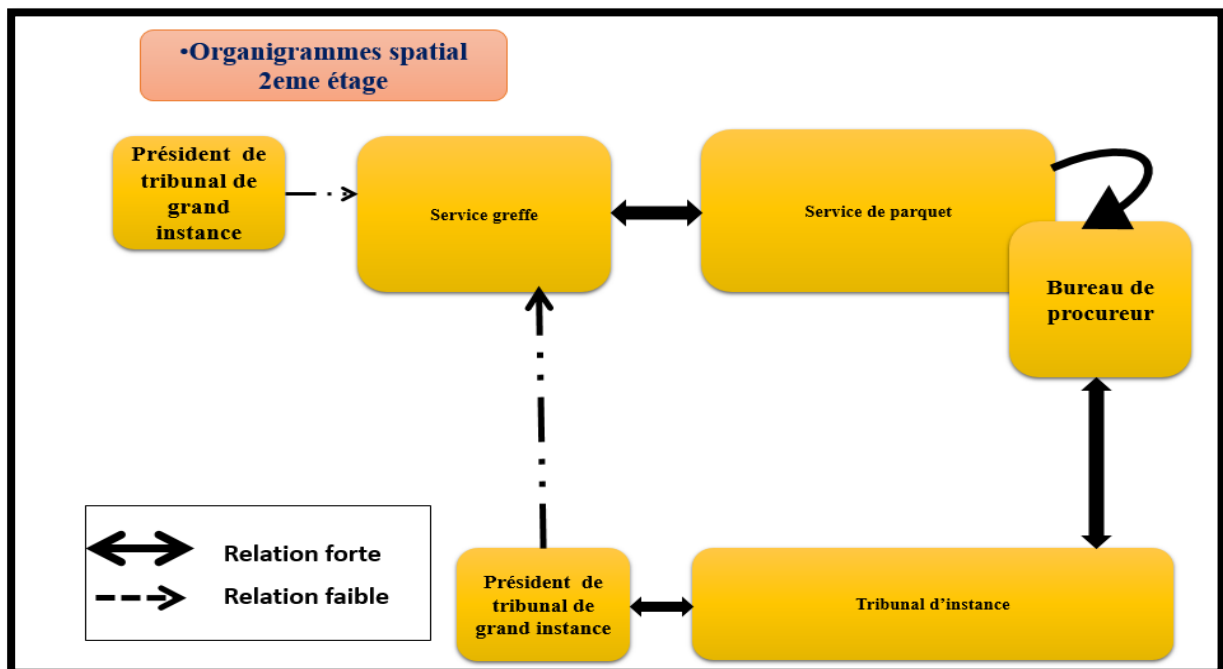 •Organigrammes spatial
2eme étage
Président de
tribunal de
grand
instance
Service greffe
Service de parquet
Bureau de
procureur
Relation forte
Relation faible
Président de
tribunal de
grand instance
Tribunal d’instance